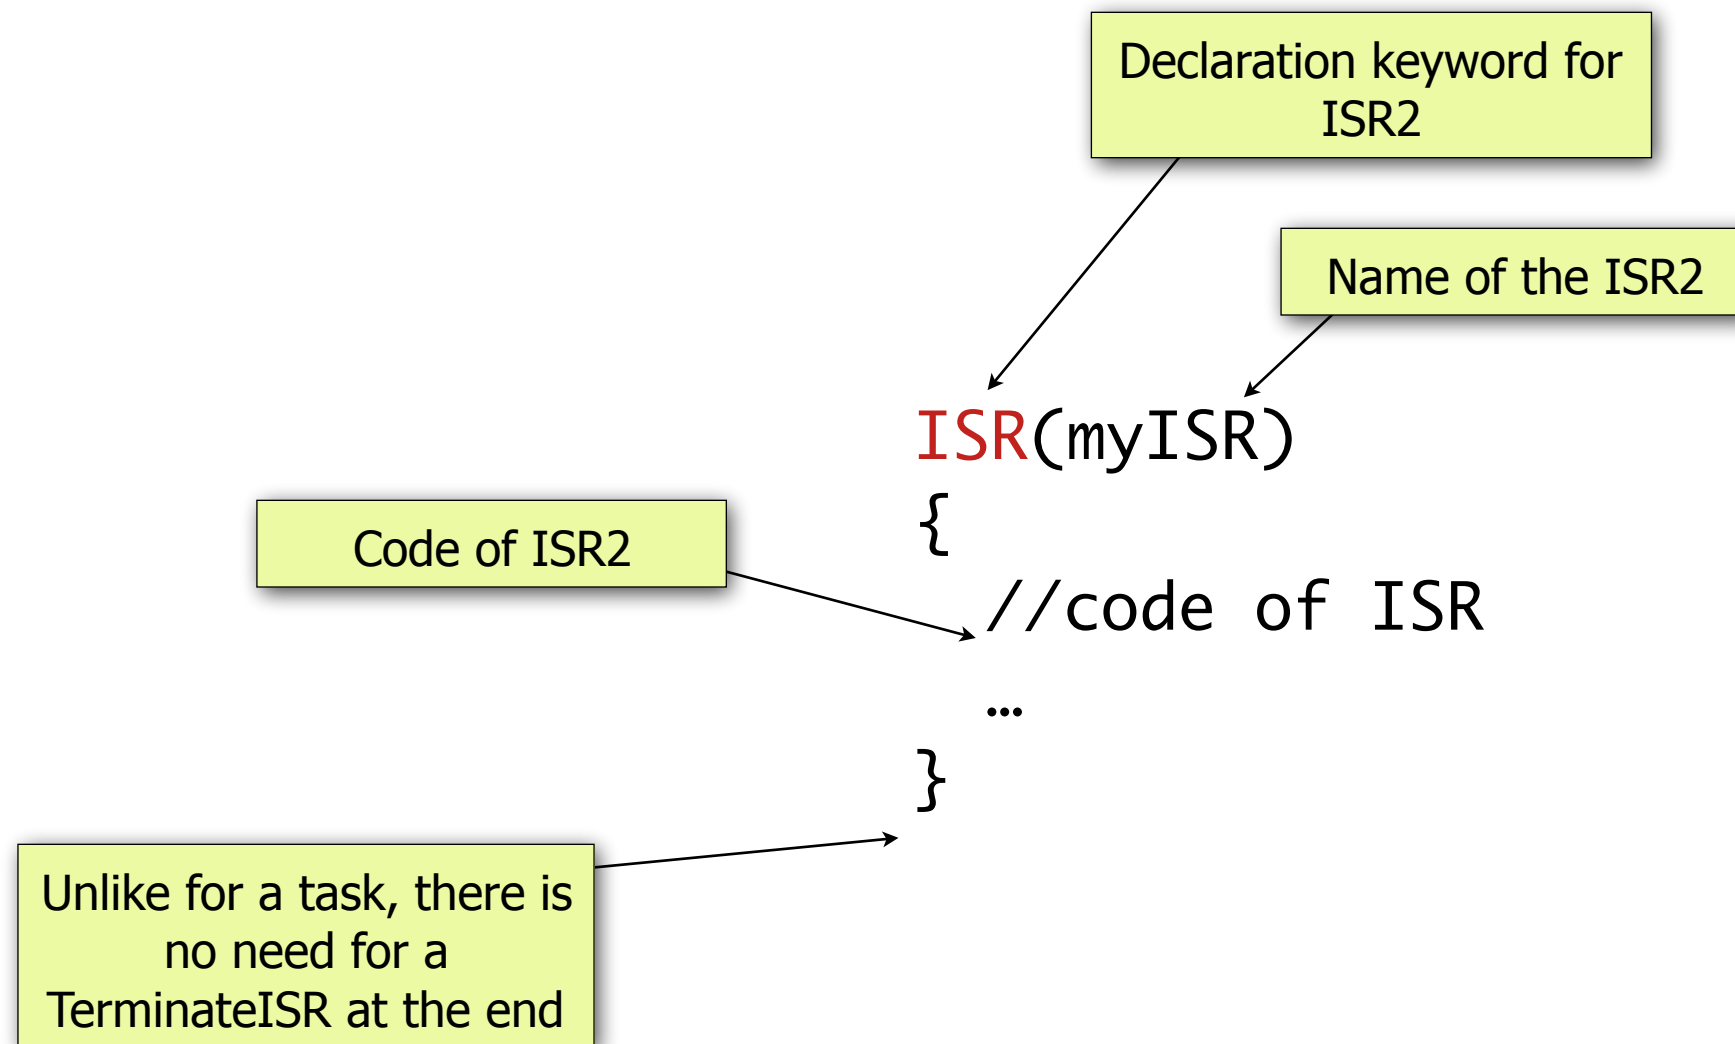 Declaration keyword for
ISR2
Name of the ISR2
ISR(myISR)
{
Code of ISR2
//code of ISR
…
}
Unlike for a task, there is
no need for a
TerminateISR at the end